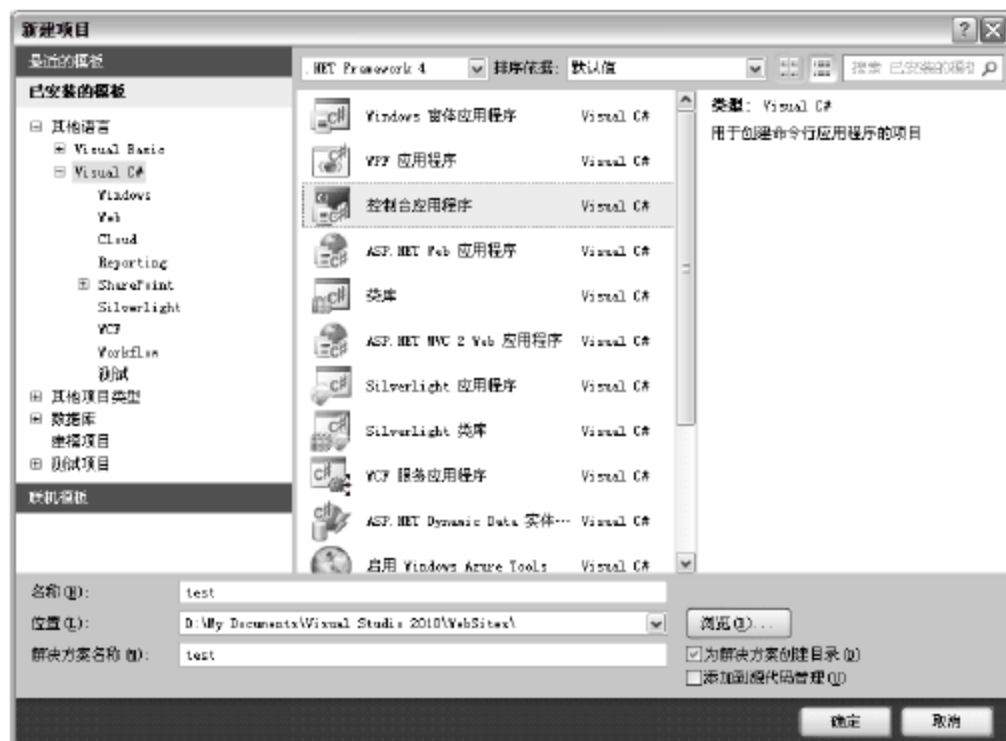 新建项目
最近的模板
已安装的模板
其他语言
Visual Basic
Visual C#
Windows
Web
Cloud
Reporting
SharePoint
Silverlight
WCF
Workflow
测试
其他项目类型
数据库
建模项目
测试项目
联机模板
.NET Framework 4 排序依据: 默认值 搜索 已安装的模板
Windows 窗体应用程序 Visual C#
WPF 应用程序 Visual C#
控制台应用程序 Visual C#
ASP.NET Web 应用程序 Visual C#
类库 Visual C#
ASP.NET MVC 2 Web 应用程序 Visual C#
Silverlight 应用程序 Visual C#
Silverlight 类库 Visual C#
WCF 服务应用程序 Visual C#
ASP.NET Dynamic Data 实体… Visual C#
启用 Windows Azure Tools Visual C#
类型: Visual C#
用于创建命令行应用程序的项目
名称(N): test
位置(L): D:\My Documents\Visual Studio 2010\WebSites\ 浏览(B)...
解决方案名称(M): test
为解决方案创建目录(D)
添加到源代码管理(U)
确定 取消